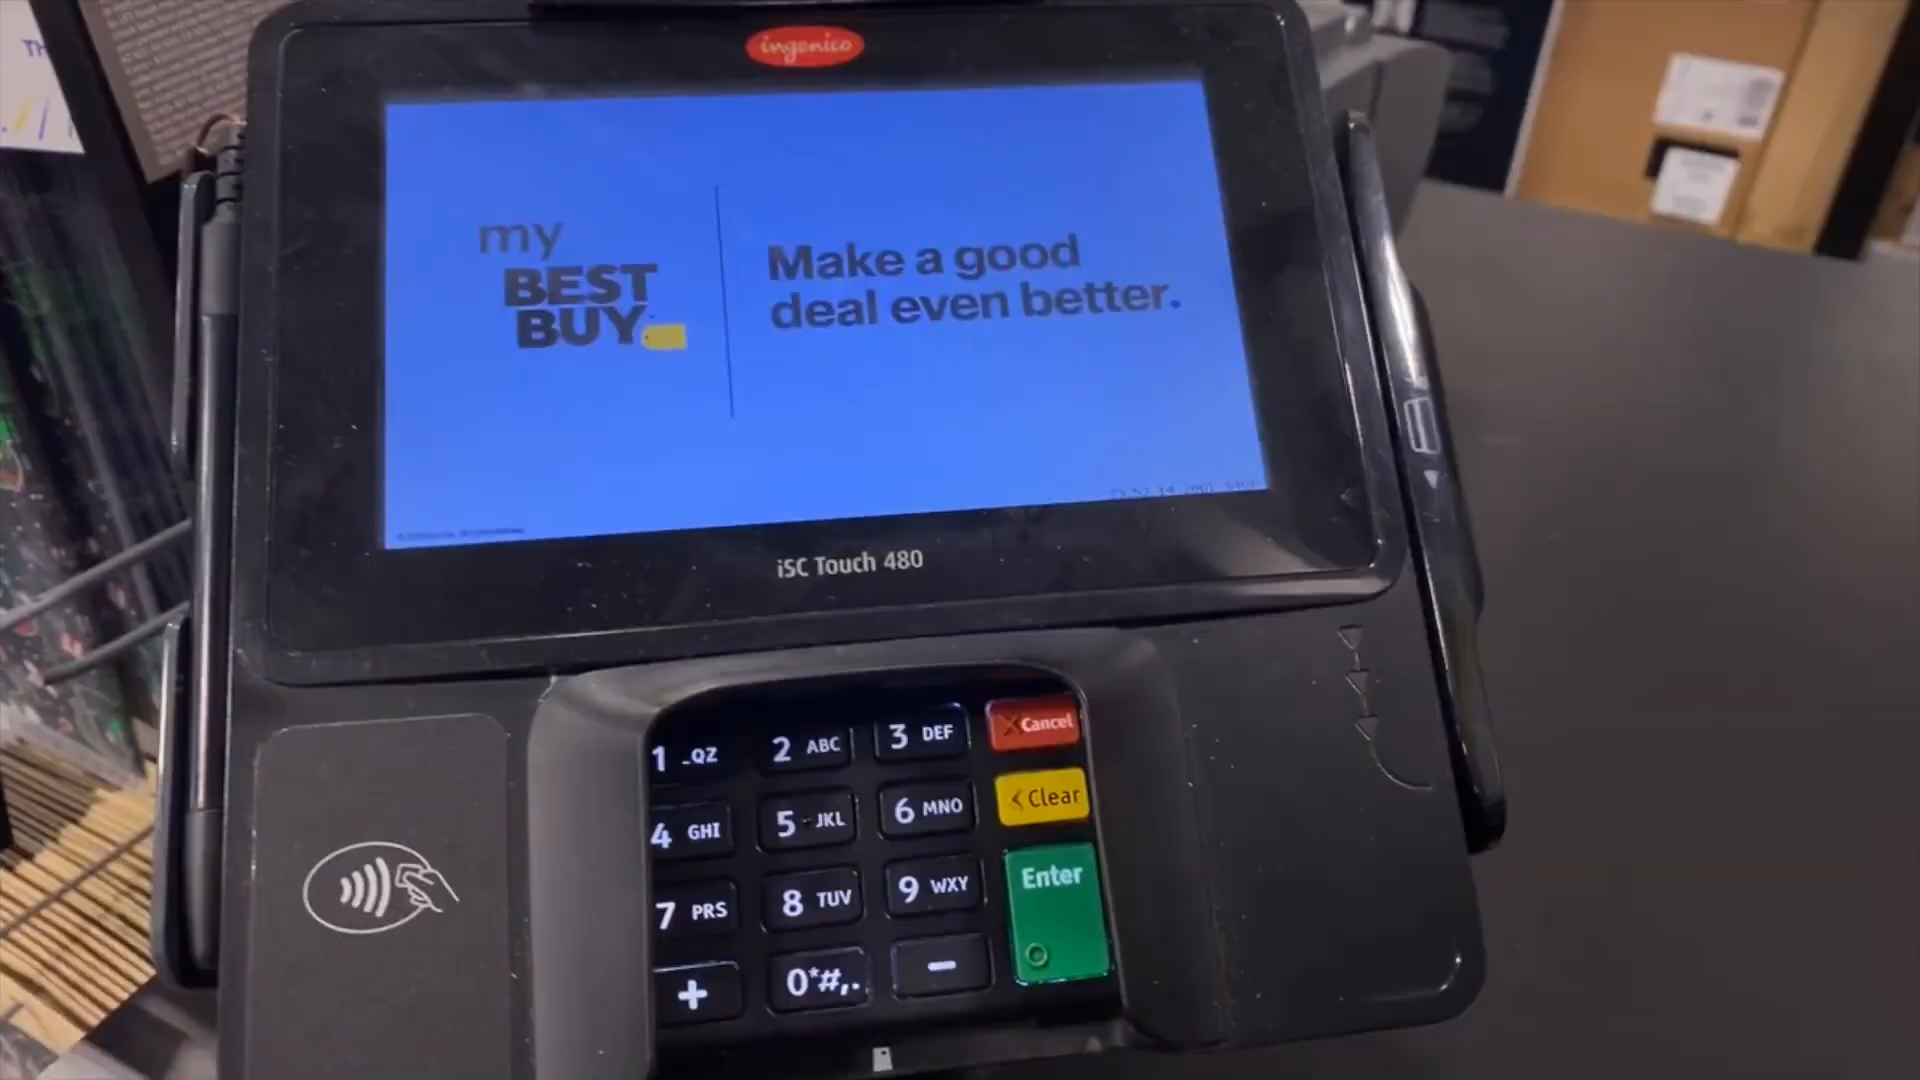 ingenico
my
BEST
BUY
Make a good
deal even better.
iSC Touch 480
1 -QZ
2 ABC
3 DEF
Cancel
4 GHI
5 JKL
6 MNO
<Clear
7 PRS
8 TUV
9 WXY
Enter
+
0*#,.
-